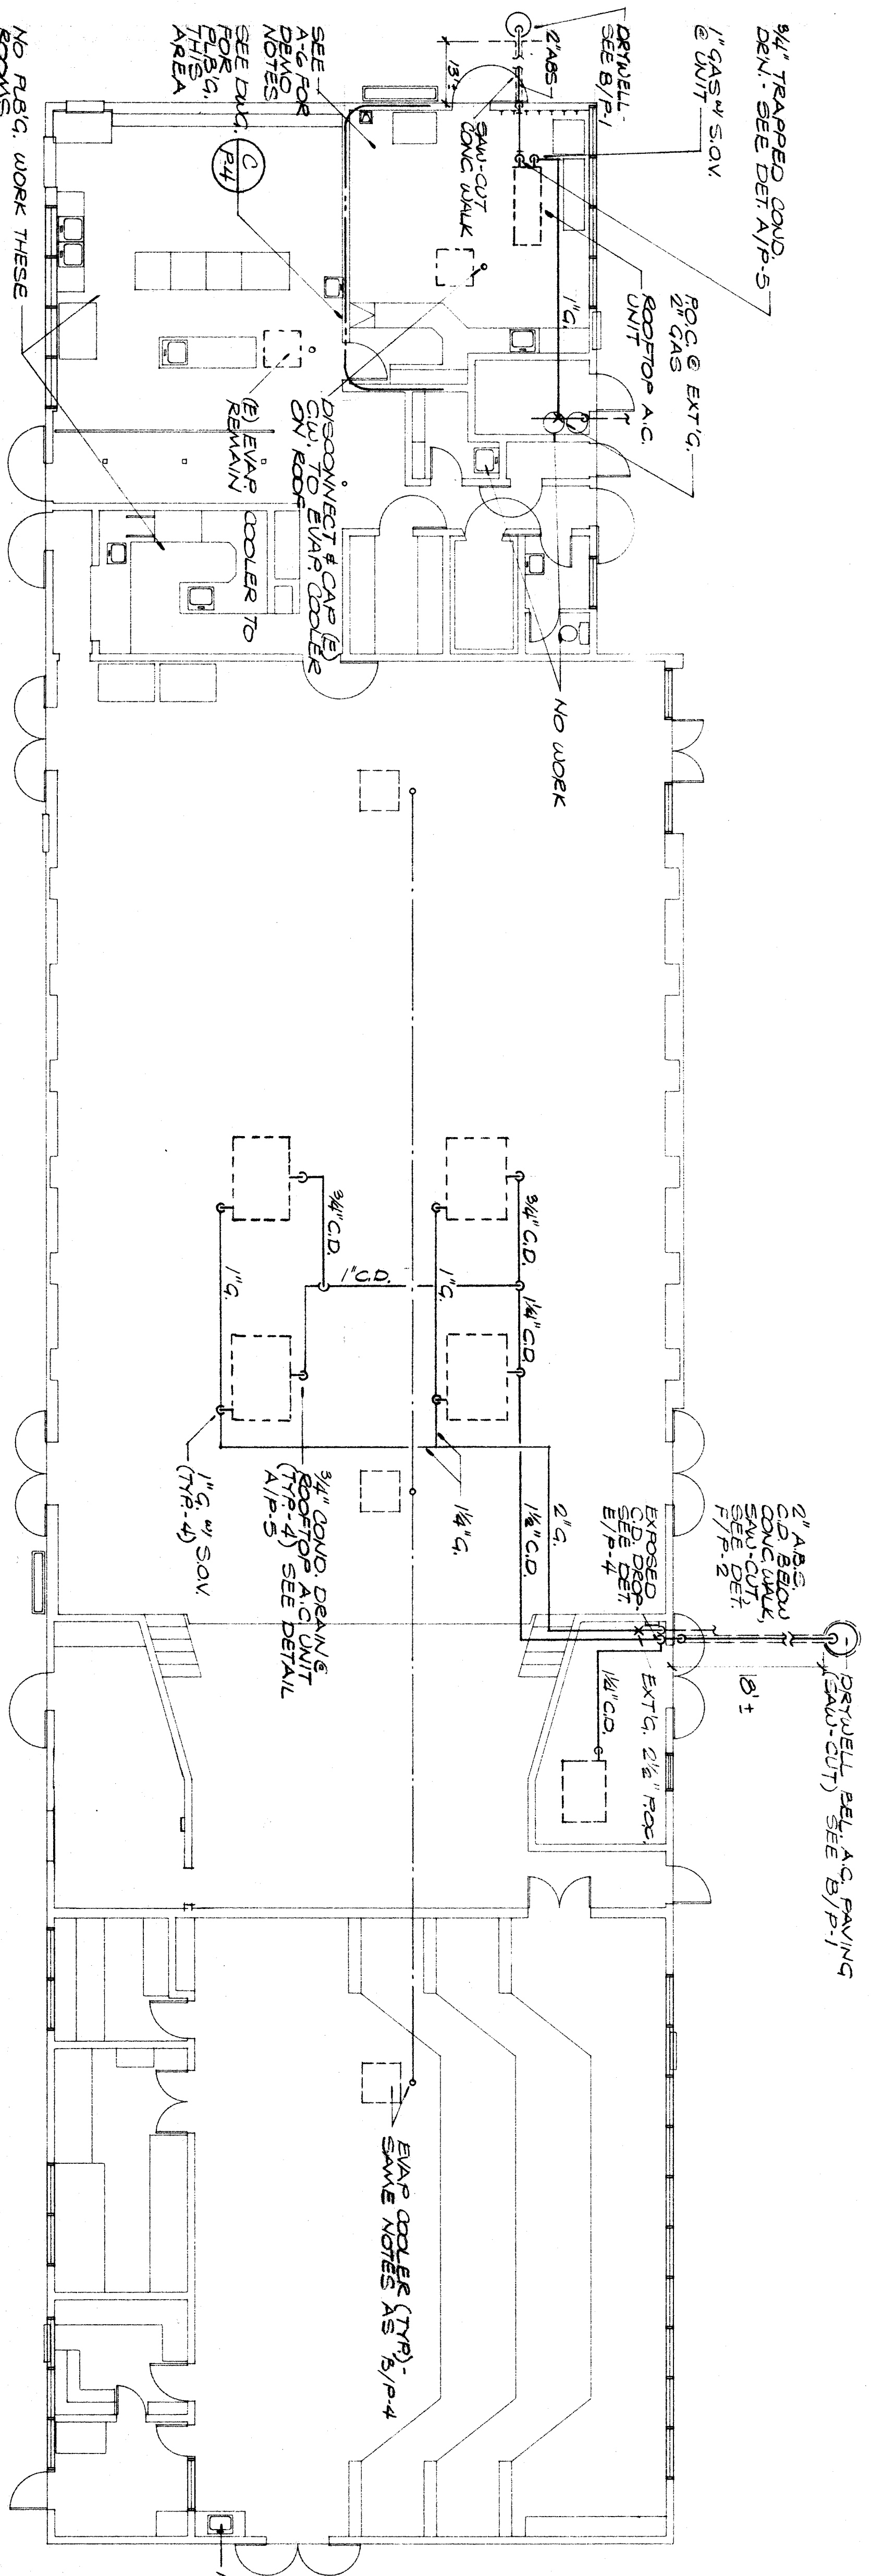 3/4" TRAPPED COND.
DRN. - SEE DET. A/P-5
1" GAS W/ S.O.V.
@ UNIT
P.O.C. @ EXT'G.
2" GAS
ROOFTOP A.C.
UNIT
DRYWELL -
SEE B/P-1
2" ABS
13'±
SAW-CUT
CONC. WALK
1"G.
SEE
A-6 FOR
DEMO
NOTES
SEE DWG.
FOR
PLB'G.
THIS
AREA
C
P-4
NO PLB'G. WORK THESE
ROOMS
DISCONNECT & CAP (E)
C.W. TO EVAP. COOLER
ON ROOF
(E) EVAP. COOLER TO
REMAIN
NO WORK
3/4" C.D.
1"C.D.
1"G.
3/4" C.D.
1"G.
1 1/4" C.D.
1 1/4" G.
1 1/2" C.D.
2"G.
3/4" COND. DRAIN @
ROOFTOP A.C. UNIT
(TYP.-4) SEE DETAIL
A/P-5
1"G. W/ S.O.V.
(TYP.-4)
2" A.B.S.
C.D. BELOW
CONC. WALK,
SAW-CUT,
SEE DET.
F/P-2
EXPOSED
C.D. DROP-
SEE DET.
E/P-4
DRYWELL BEL. A.C. PAVING
(SAW-CUT) SEE B/P-1
18'±
EXT'G. 2 1/2" P.O.C.
1 1/4" C.D.
EVAP COOLER (TYP.)-
SAME NOTES AS B/P-4